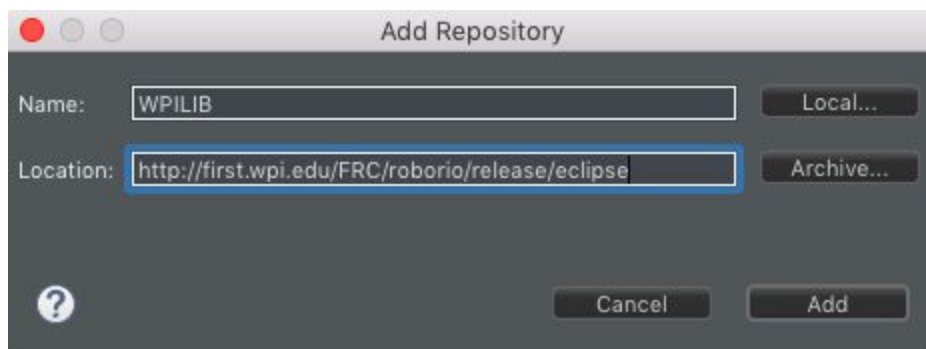 Add Repository
Name: WPILIB Local...
Location: http://first.wpi.edu/FRC/roborio/release/eclipse Archive...
? Cancel Add